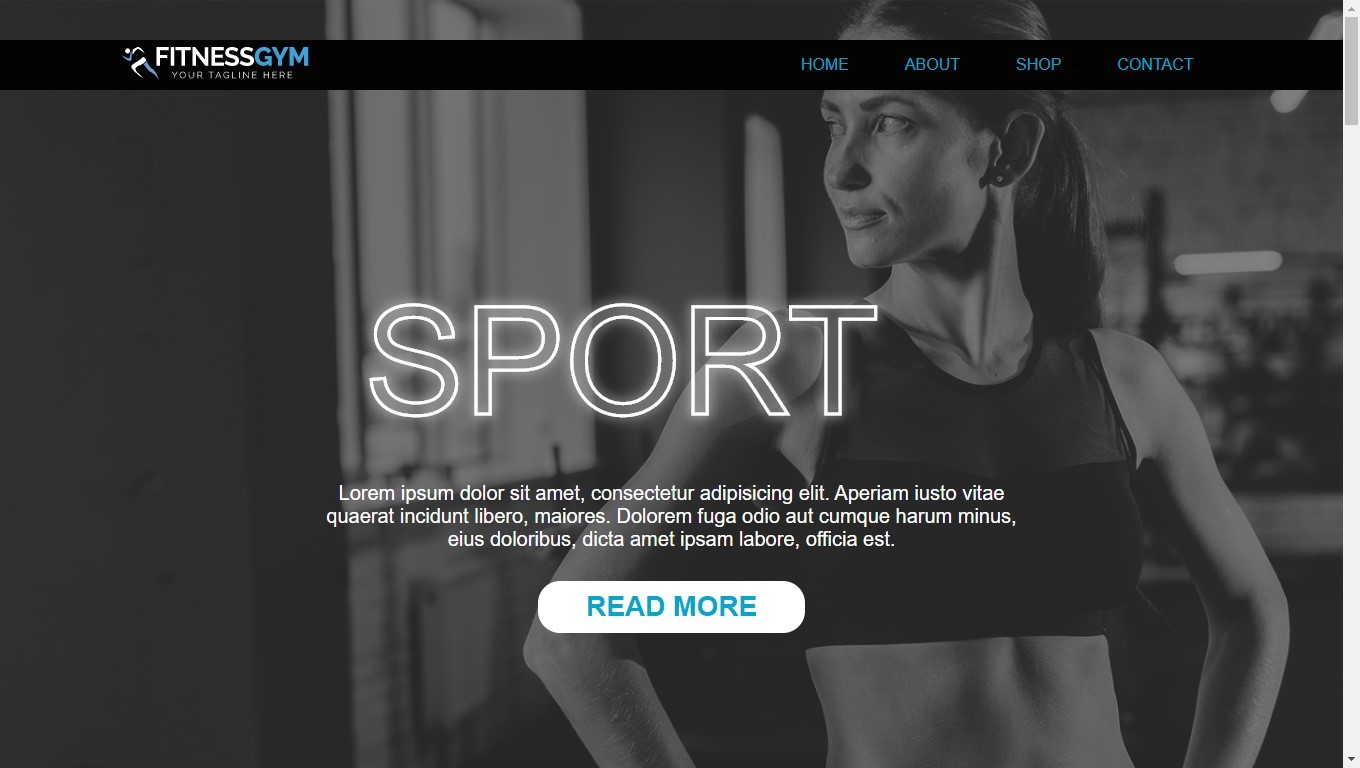 FITNESSGYM
YOUR TAGLINE HERE
HOME ABOUT SHOP CONTACT
SPORT
Lorem ipsum dolor sit amet, consectetur adipisicing elit. Aperiam iusto vitae
quaerat incidunt libero, maiores. Dolorem fuga odio aut cumque harum minus,
eius doloribus, dicta amet ipsam labore, officia est.
READ MORE